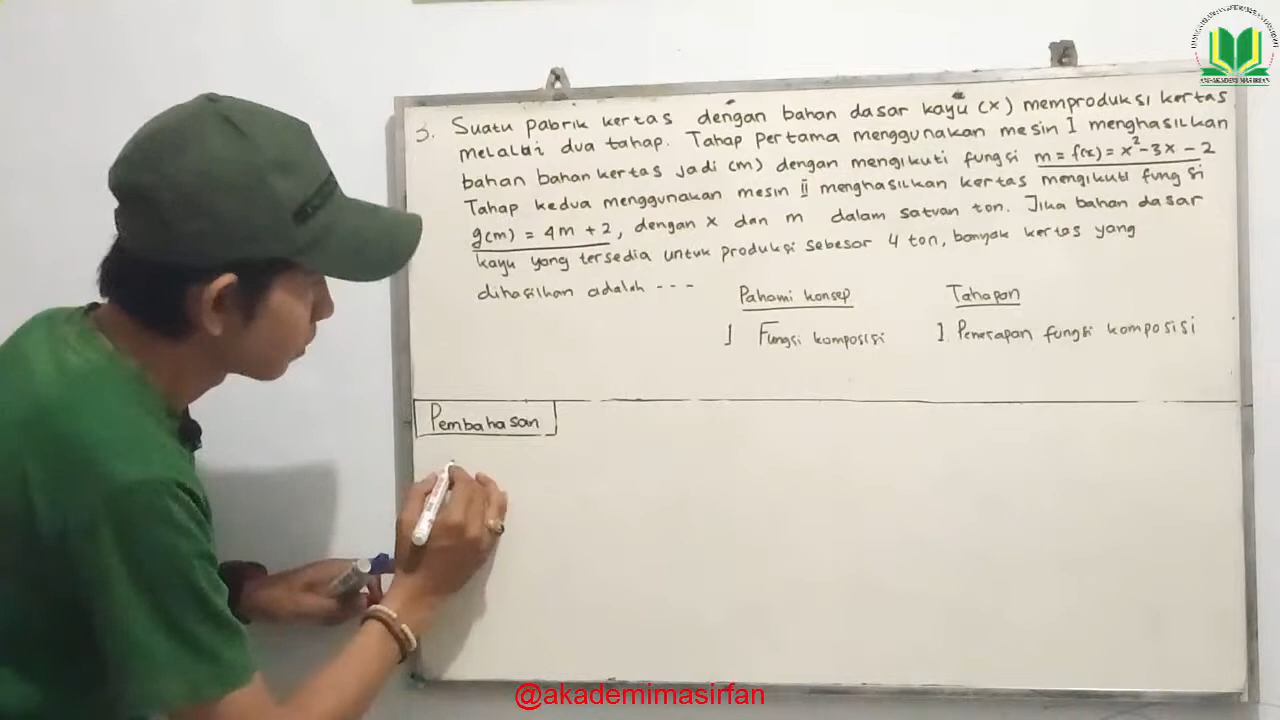 3. Suatu pabrik kertas dengan bahan dasar kayu (x) memproduksi kertas
melalui dua tahap. Tahap pertama menggunakan mesin I menghasilkan
bahan bahan kertas jadi (m) dengan mengikuti fungsi m = f(x) = x² - 3x - 2
Tahap kedua menggunakan mesin II menghasilkan kertas mengikuti fungsi
g(m) = 4m + 2, dengan x dan m dalam satuan ton. Jika bahan dasar
kayu yang tersedia untuk produksi sebesar 4 ton, banyak kertas yang
dihasilkan adalah ---
Pahami konsep
1 Fungsi komposisi
Tahapan
1. Penerapan fungsi komposisi
Pembahasan
@akademimasirfan